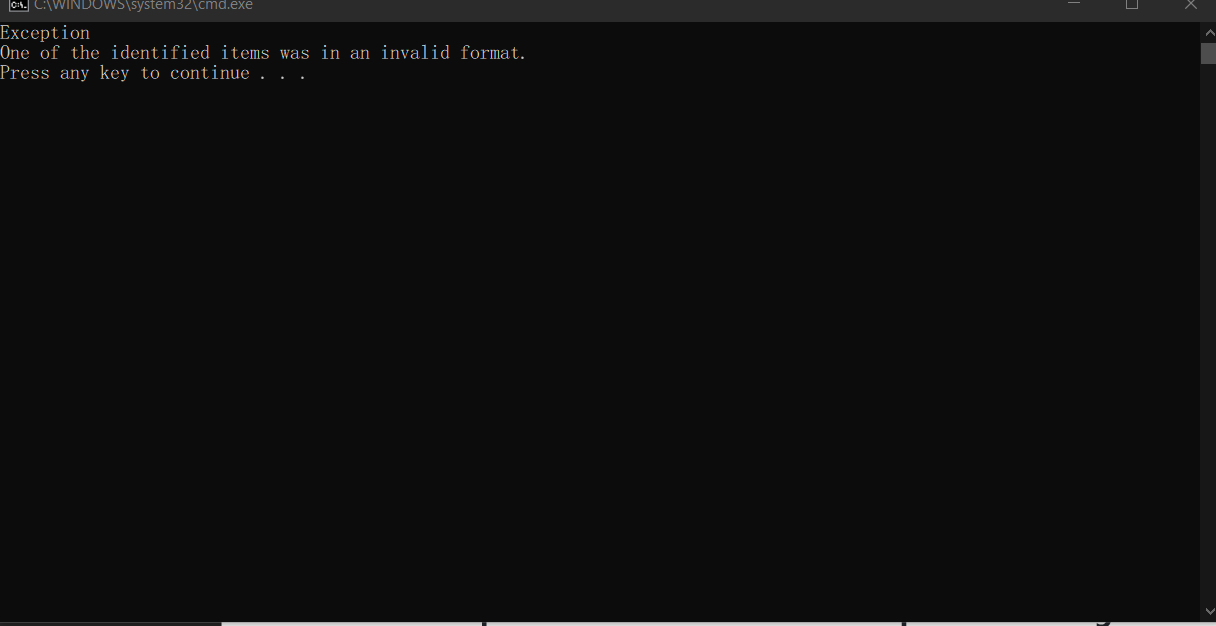 C:\WINDOWS\system32\cmd.exe
Exception
One of the identified items was in an invalid format.
Press any key to continue . . .